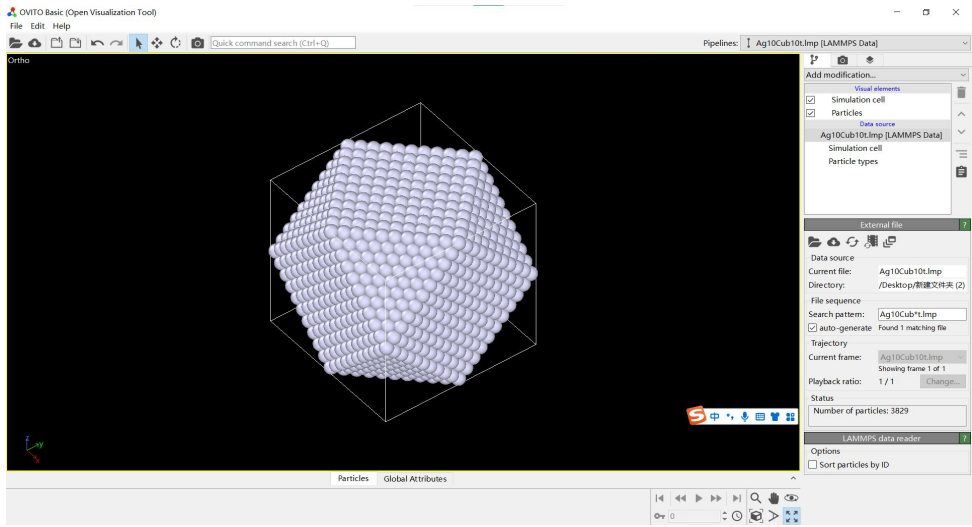 OVITO Basic (Open Visualization Tool)
File Edit Help
Quick command search (Ctrl+Q)
Pipelines: Ag10Cub10t.lmp [LAMMPS Data]
Ortho
Add modification...
Visual elements
Simulation cell
Particles
Data source
Ag10Cub10t.lmp [LAMMPS Data]
Simulation cell
Particle types
External file ?
Data source
Current file: Ag10Cub10t.lmp
Directory: /Desktop/新建文件夹 (2)
File sequence
Search pattern: Ag10Cub*t.lmp
auto-generate Found 1 matching file
Trajectory
Current frame: Ag10Cub10t.lmp
Showing frame 1 of 1
Playback ratio: 1 / 1 Change...
Status
Number of particles: 3829
LAMMPS data reader ?
Options
Sort particles by ID
S 中
z y x
Particles Global Attributes
0